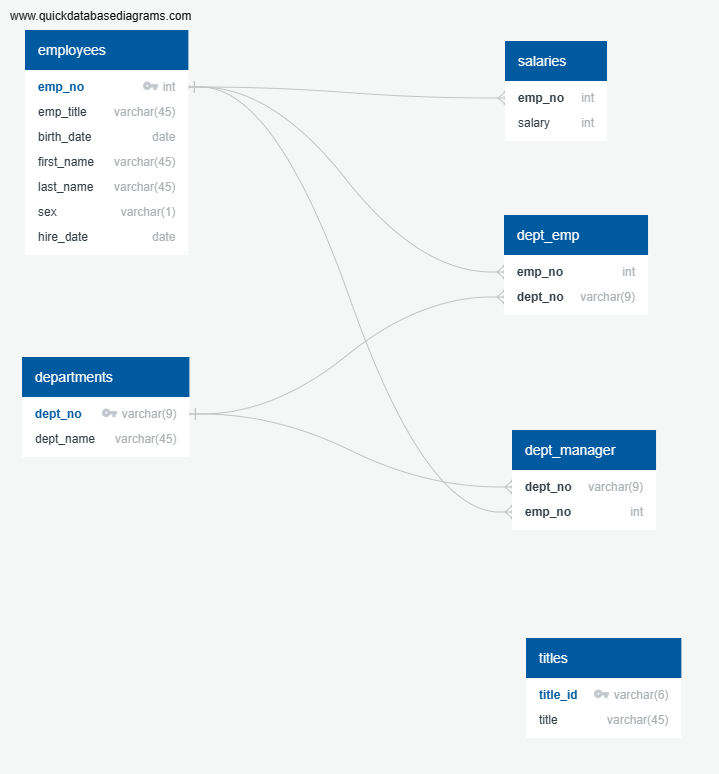 www.quickdatabasediagrams.com
employees
emp_no int
emp_title varchar(45)
birth_date date
first_name varchar(45)
last_name varchar(45)
sex varchar(1)
hire_date date
salaries
emp_no int
salary int
dept_emp
emp_no int
dept_no varchar(9)
departments
dept_no varchar(9)
dept_name varchar(45)
dept_manager
dept_no varchar(9)
emp_no int
titles
title_id varchar(6)
title varchar(45)